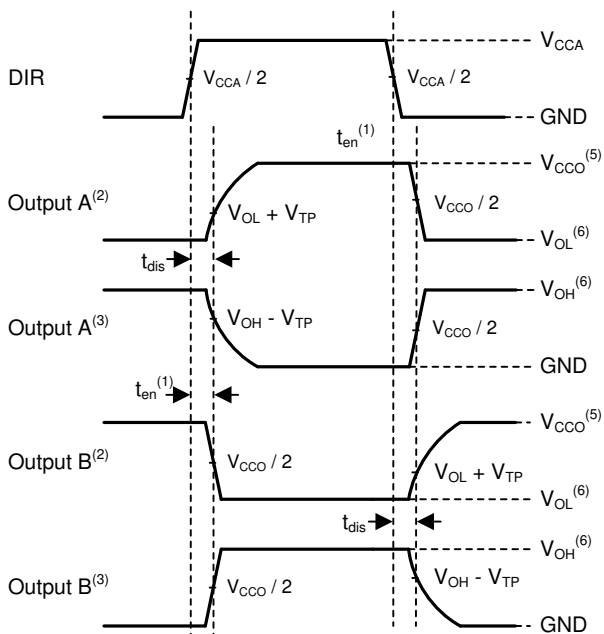 V_CCA
DIR
V_CCA / 2
V_CCA / 2
GND
t_en^(1)
V_CCO^(5)
Output A^(2)
V_OL + V_TP
V_CCO / 2
V_OL^(6)
t_dis
V_OH^(6)
Output A^(3)
V_OH - V_TP
V_CCO / 2
GND
t_en^(1)
V_CCO^(5)
Output B^(2)
V_CCO / 2
V_OL + V_TP
V_OL^(6)
t_dis
V_OH^(6)
Output B^(3)
V_CCO / 2
V_OH - V_TP
GND